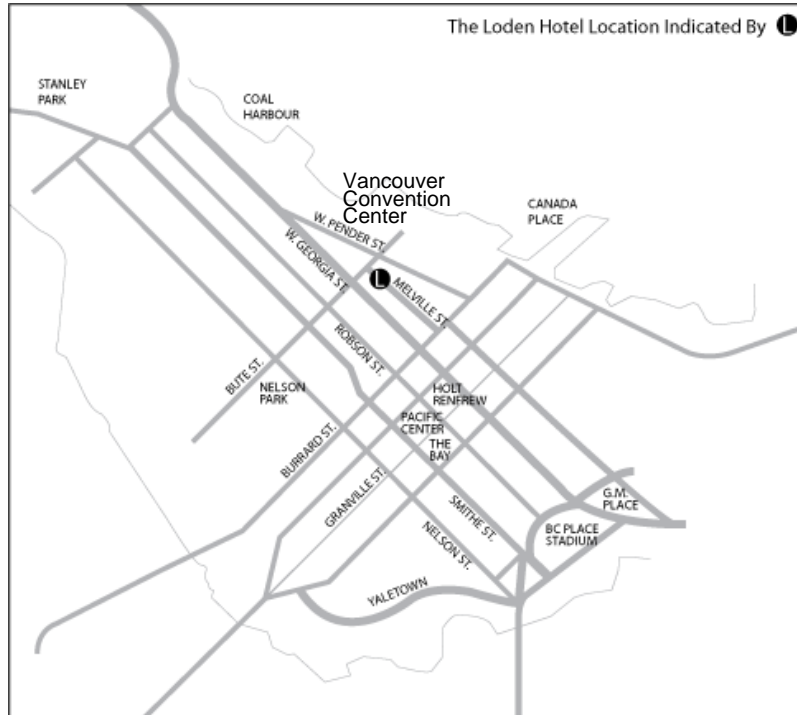 The Loden Hotel Location Indicated By L
STANLEY
PARK
COAL
HARBOUR
Vancouver
Convention
Center
CANADA
PLACE
W. PENDER ST.
W. GEORGIA ST.
L
MELVILLE ST.
ROBSON ST.
BUTE ST.
NELSON
PARK
HOLT
RENFREW
PACIFIC
CENTER
THE
BAY
BURRARD ST.
GRANVILLE ST.
SMITHE ST.
NELSON ST.
G.M.
PLACE
BC PLACE
STADIUM
YALETOWN